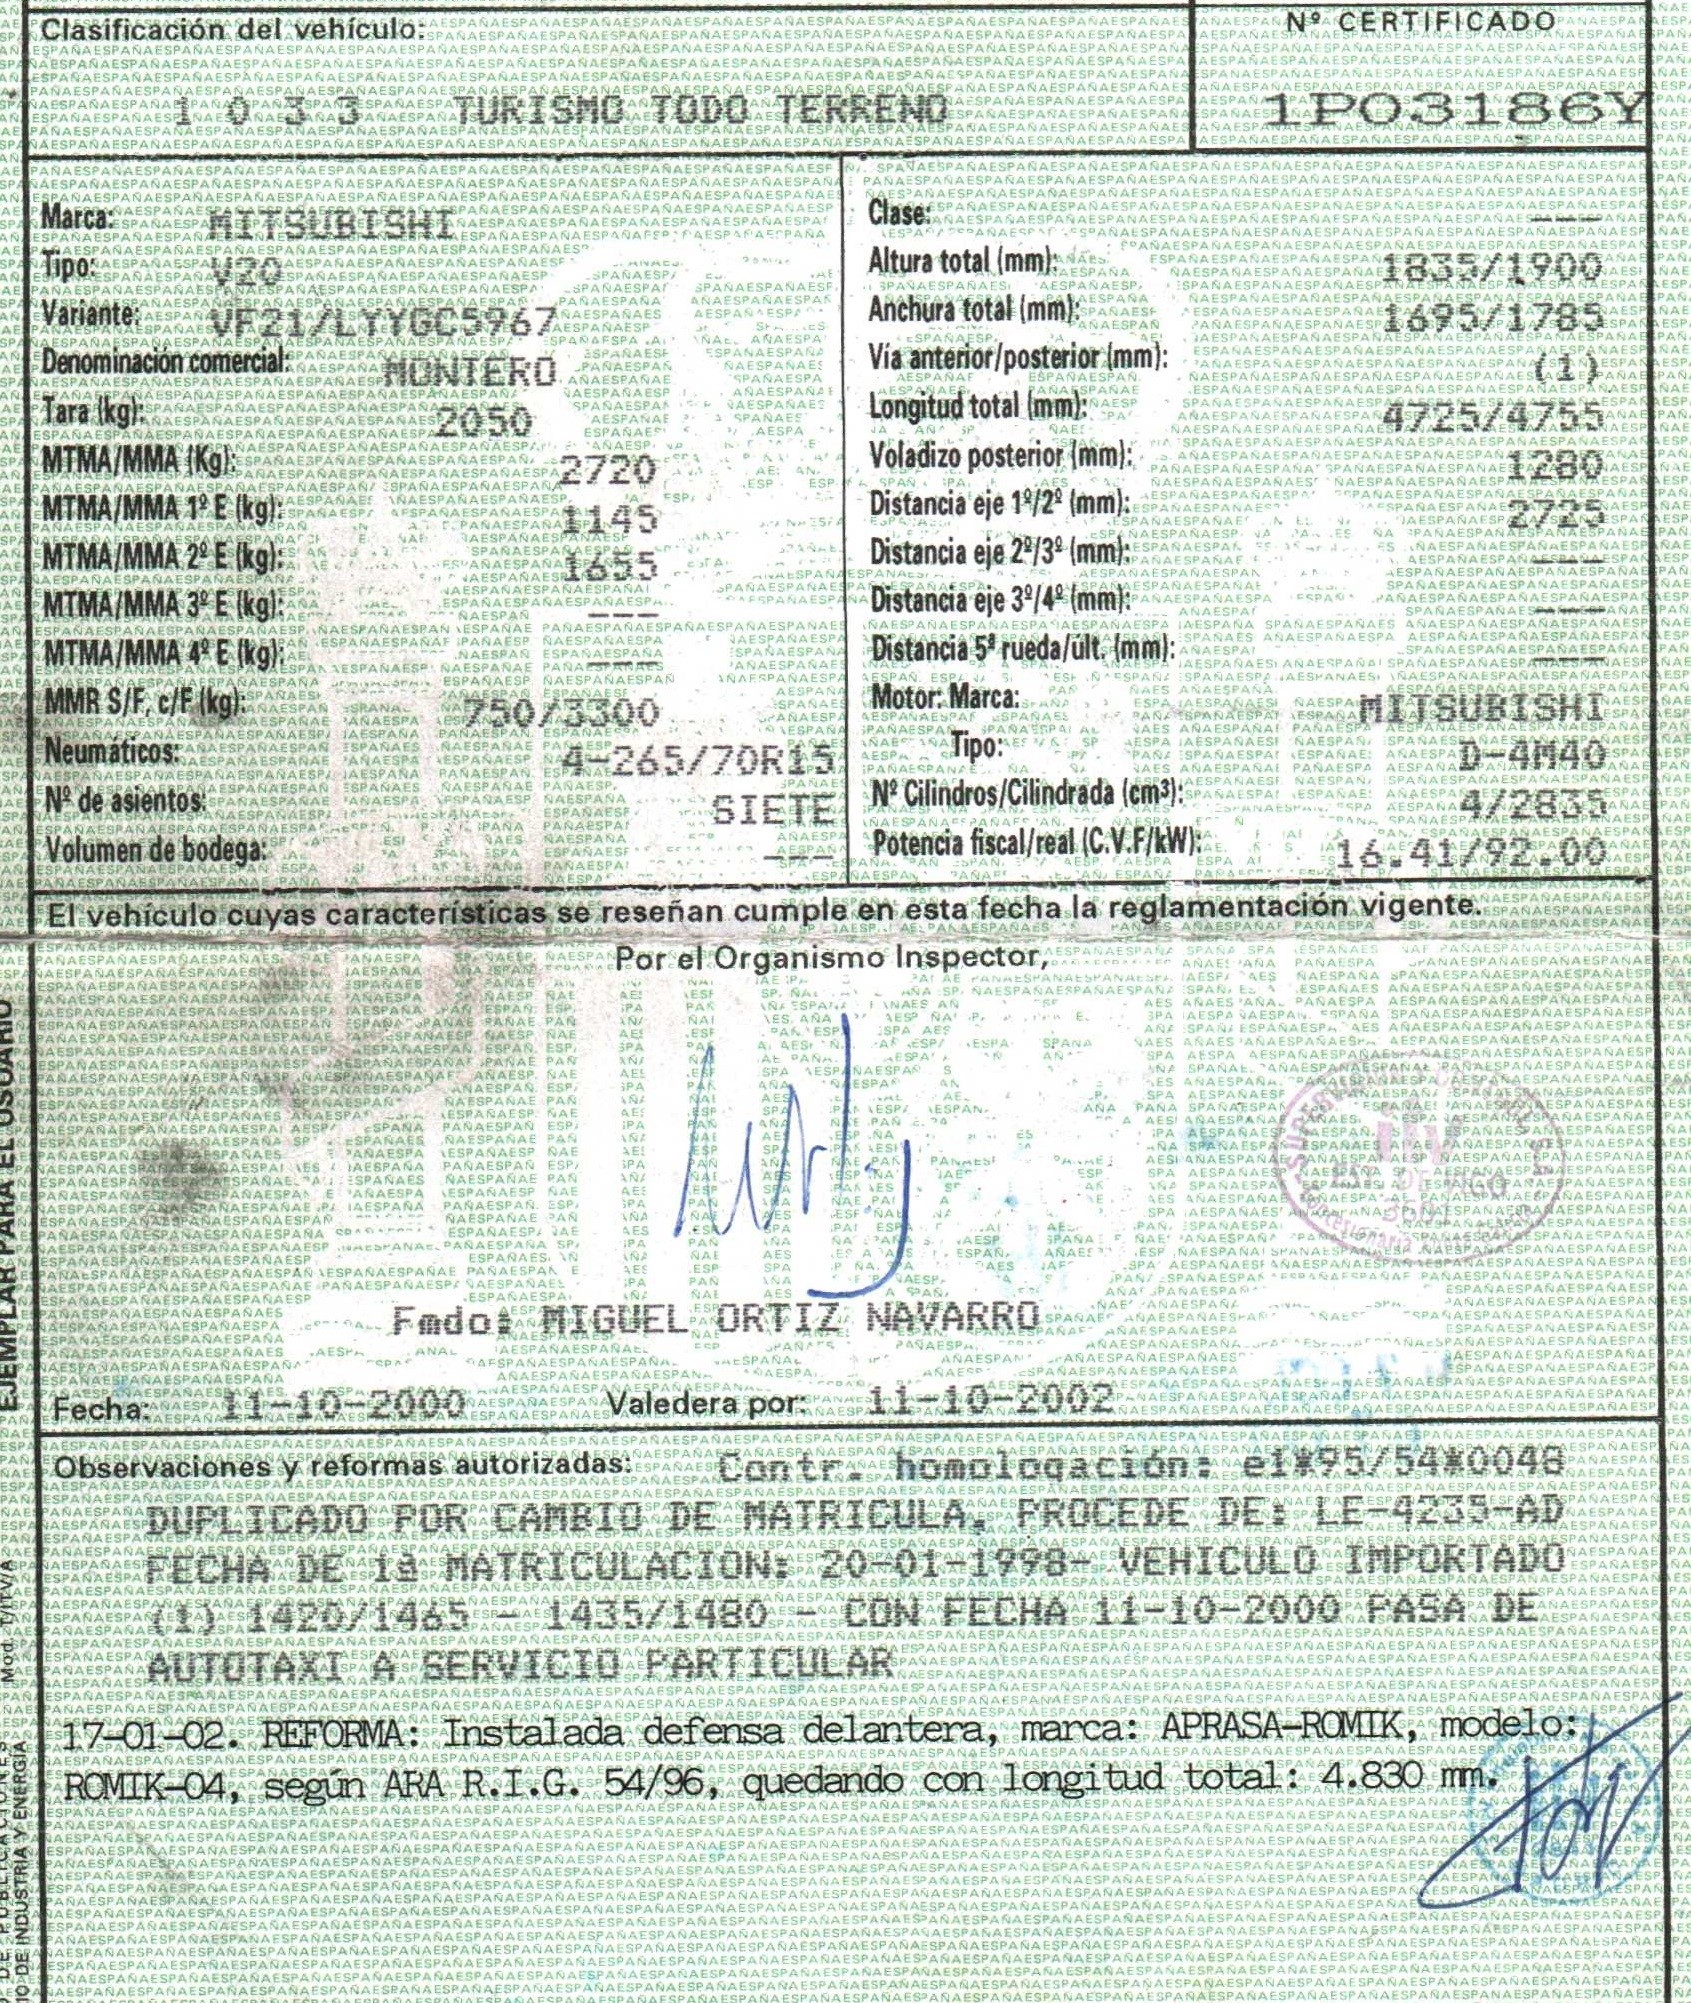 Clasificación del vehículo:
Nº CERTIFICADO
1 0 3 3 TURISMO TODO TERRENO
1P03186Y
Marca: MITSUBISHI
Tipo: V20
Variante: VF21/LYYGC5967
Denominación comercial: MONTERO
Tara (kg): 2050
MTMA/MMA (Kg): 2720
MTMA/MMA 1º E (kg): 1145
MTMA/MMA 2º E (kg): 1655
MTMA/MMA 3º E (kg): ---
MTMA/MMA 4º E (kg): ---
MMR S/F, c/F (kg): 750/3300
Neumáticos: 4-265/70R15
Nº de asientos: SIETE
Volumen de bodega: ---
Clase: ---
Altura total (mm): 1835/1900
Anchura total (mm): 1695/1785
Vía anterior/posterior (mm): (1)
Longitud total (mm): 4725/4755
Voladizo posterior (mm): 1280
Distancia eje 1º/2º (mm): 2725
Distancia eje 2º/3º (mm): ---
Distancia eje 3º/4º (mm): ---
Distancia 5ª rueda/últ. (mm): ---
Motor: Marca: MITSUBISHI
Tipo: D-4M40
Nº Cilindros/Cilindrada (cm³): 4/2835
Potencia fiscal/real (C.V.F/kW): 16.41/92.00
El vehículo cuyas características se reseñan cumple en esta fecha la reglamentación vigente.
Por el Organismo Inspector,
ITV
EST. DE VIGO
Fmdo: MIGUEL ORTIZ NAVARRO
Fecha: 11-10-2000 Valedera por: 11-10-2002
Observaciones y reformas autorizadas: Contr. homologación: e1*95/54*0048
DUPLICADO POR CAMBIO DE MATRICULA, PROCEDE DE: LE-4235-AD
FECHA DE 1ª MATRICULACION: 20-01-1998- VEHICULO IMPORTADO
(1) 1420/1465 - 1435/1480 - CON FECHA 11-10-2000 PASA DE
AUTOTAXI A SERVICIO PARTICULAR
17-01-02. REFORMA: Instalada defensa delantera, marca: APRASA-ROMIK, modelo:
ROMIK-04, según ARA R.I.G. 54/96, quedando con longitud total: 4.830 mm.
EJEMPLAR PARA EL USUARIO